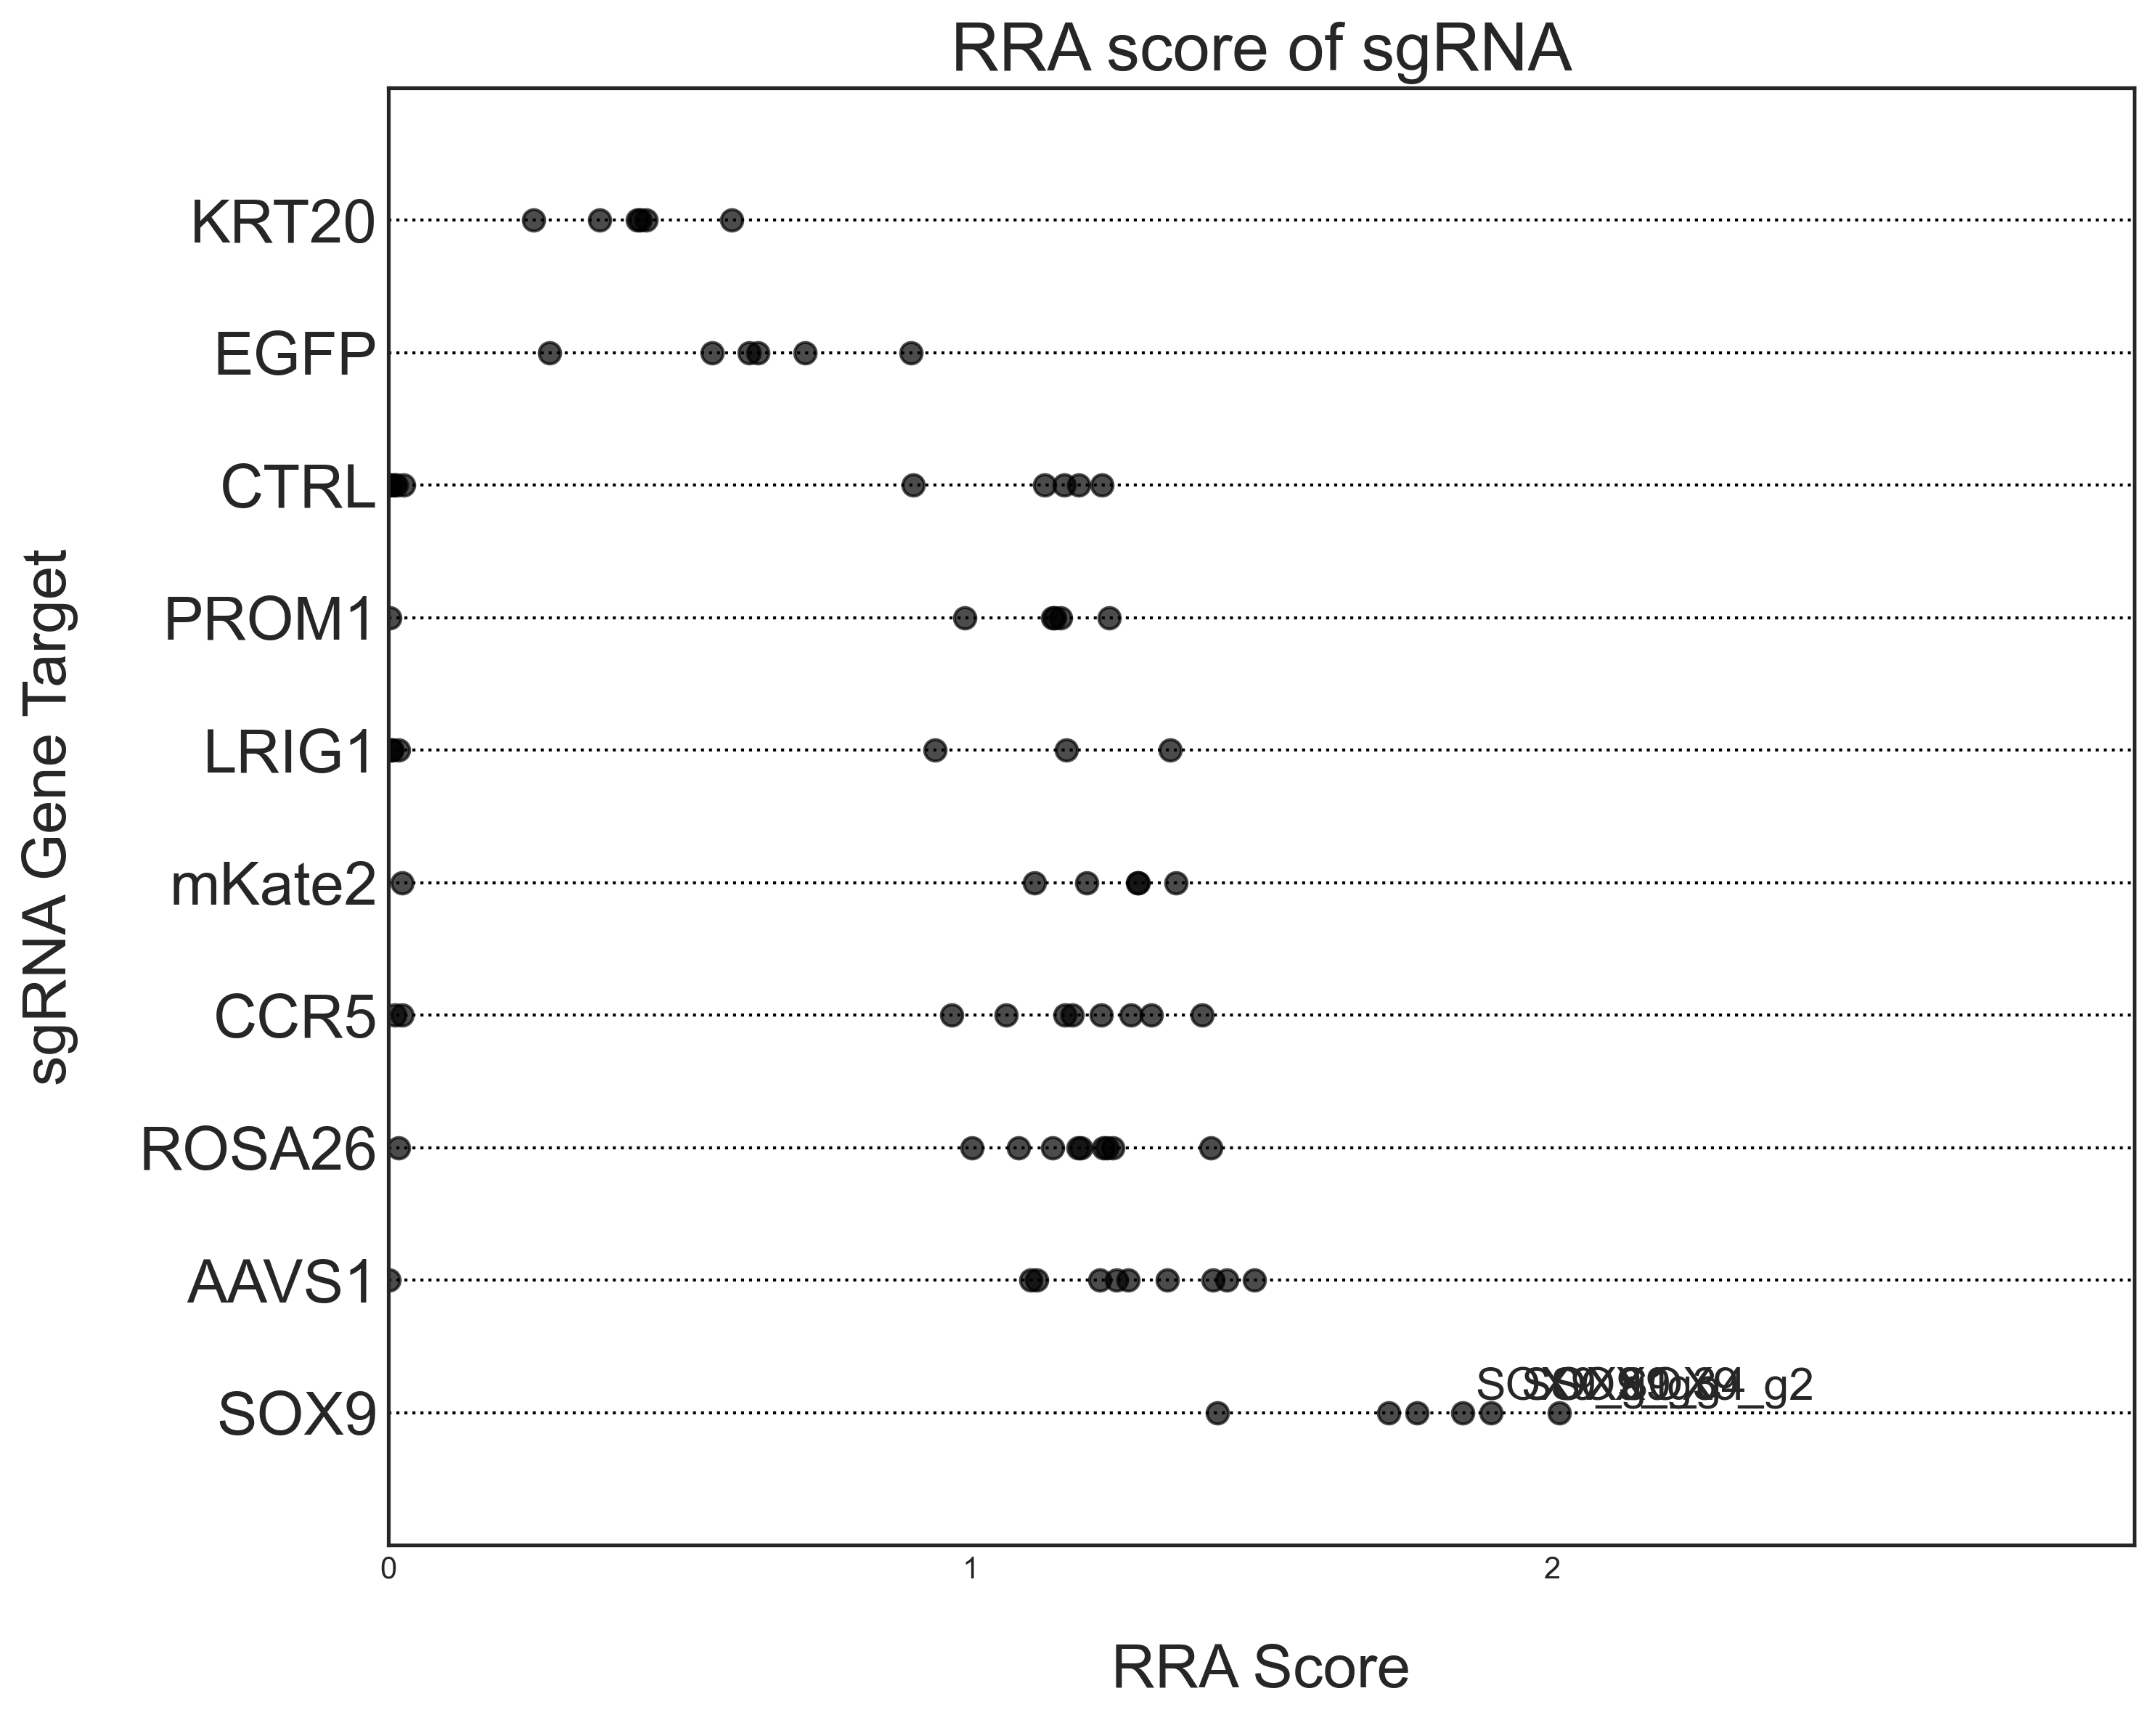 RRA score of sgRNA
sgRNA Gene Target
KRT20
EGFP
CTRL
PROM1
LRIG1
mKate2
CCR5
ROSA26
AAVS1
SOX9
0
1
2
RRA Score